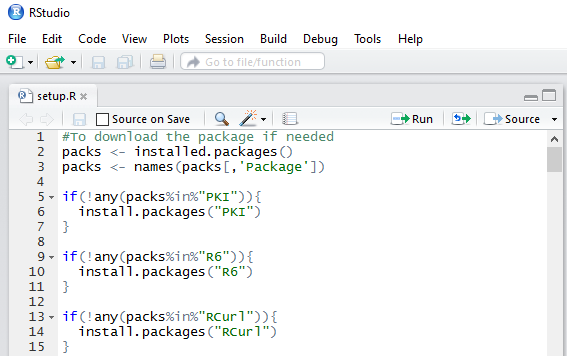 RStudio
File Edit Code View Plots Session Build Debug Tools Help
Go to file/function
setup.R
Source on Save Run Source
1 #To download the package if needed
2 packs <- installed.packages()
3 packs <- names(packs[,'Package'])
4
5 if(!any(packs%in%"PKI")){
6 install.packages("PKI")
7 }
8
9 if(!any(packs%in%"R6")){
10 install.packages("R6")
11 }
12
13 if(!any(packs%in%"RCurl")){
14 install.packages("RCurl")
15 }